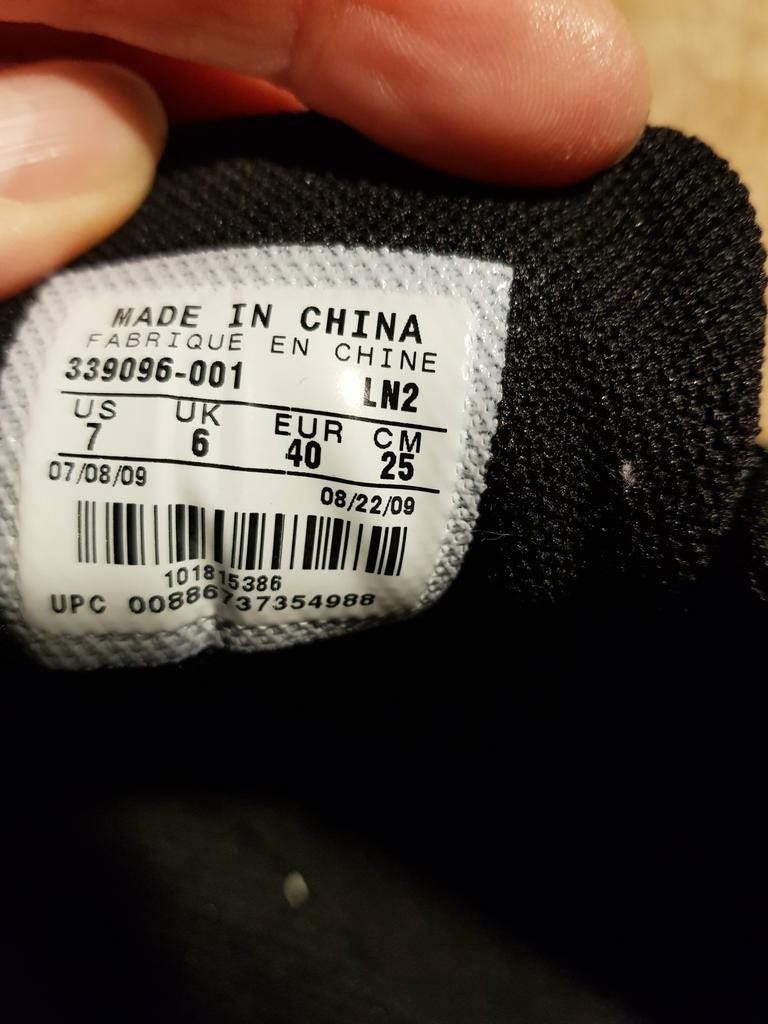 MADE IN CHINA
FABRIQUE EN CHINE
339096-001 LN2
US UK EUR CM
7 6 40 25
07/08/09 08/22/09
101815386
UPC 00886737354988